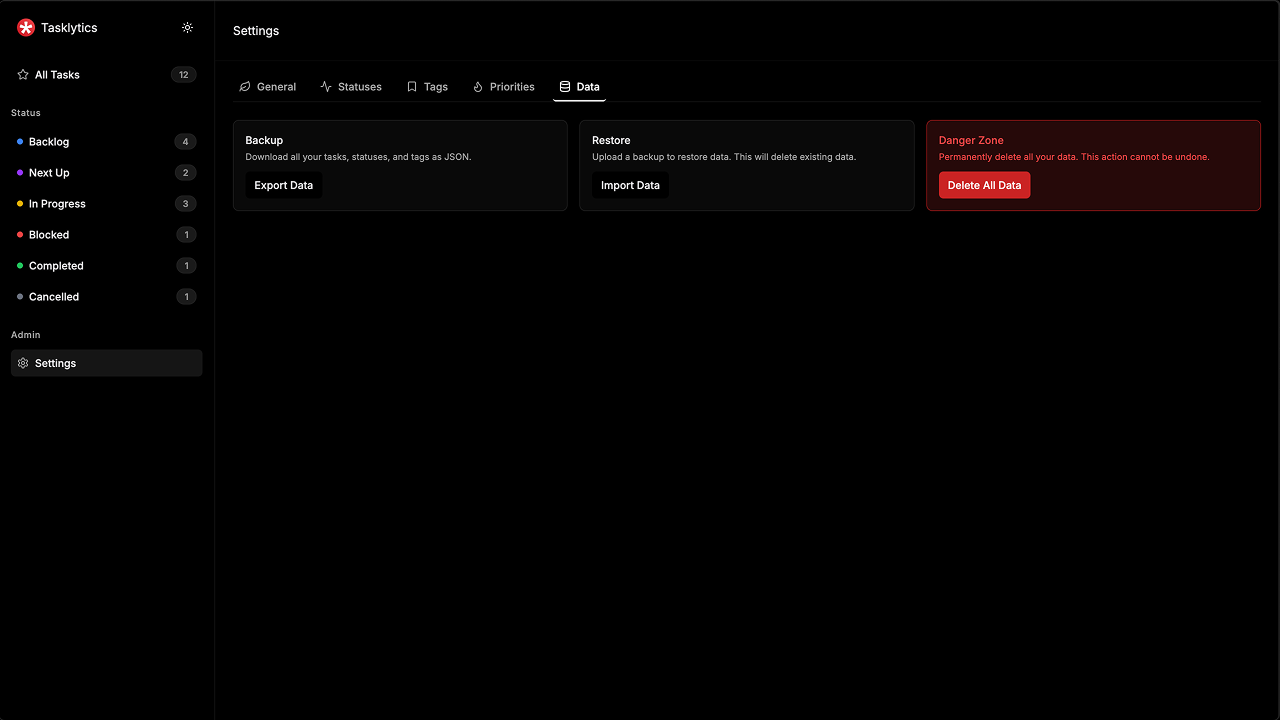 Tasklytics
All Tasks 12
Status
Backlog 4
Next Up 2
In Progress 3
Blocked 1
Completed 1
Cancelled 1
Admin
Settings
Settings
General Statuses Tags Priorities Data
Backup
Download all your tasks, statuses, and tags as JSON.
Export Data
Restore
Upload a backup to restore data. This will delete existing data.
Import Data
Danger Zone
Permanently delete all your data. This action cannot be undone.
Delete All Data